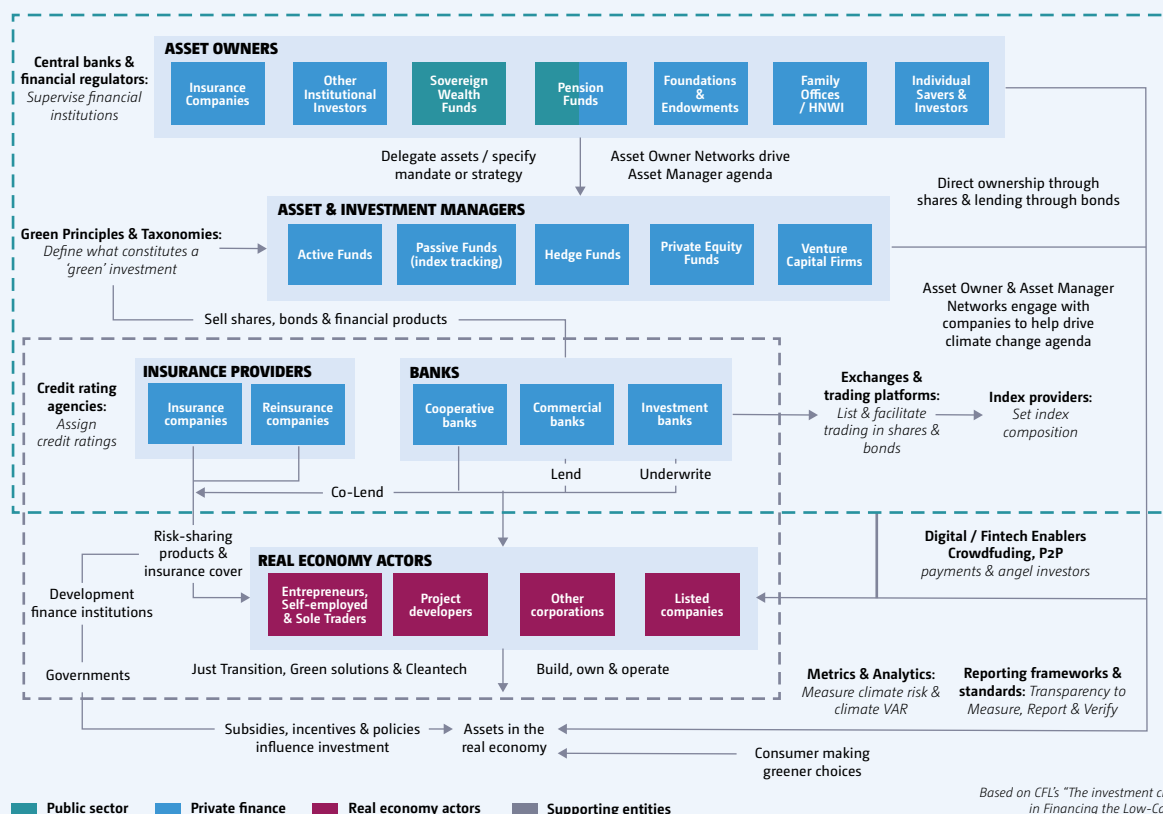 ASSET OWNERS
Central banks &
financial regulators:
Supervise financial
institutions
Insurance
Companies
Other
Institutional
Investors
Sovereign
Wealth
Funds
Pension
Funds
Foundations
&
Endowments
Family
Offices
/ HNWI
Individual
Savers &
Investors
Delegate assets / specify
mandate or strategy
Asset Owner Networks drive
Asset Manager agenda
Direct ownership through
shares & lending through bonds
ASSET & INVESTMENT MANAGERS
Green Principles & Taxonomies:
Define what constitutes a
‘green’ investment
Active Funds
Passive Funds
(index tracking)
Hedge Funds
Private Equity
Funds
Venture
Capital Firms
Asset Owner & Asset Manager
Networks engage with
companies to help drive
climate change agenda
Sell shares, bonds & financial products
INSURANCE PROVIDERS
BANKS
Credit rating
agencies:
Assign
credit ratings
Insurance
companies
Reinsurance
companies
Cooperative
banks
Commercial
banks
Investment
banks
Exchanges &
trading platforms:
List & facilitate
trading in shares &
bonds
Index providers:
Set index
composition
Lend
Underwrite
Co-Lend
Risk-sharing
products &
insurance cover
REAL ECONOMY ACTORS
Digital / Fintech Enablers
Crowdfuding, P2P
payments & angel investors
Development
finance institutions
Entrepreneurs,
Self-employed
& Sole Traders
Project
developers
Other
corporations
Listed
companies
Governments
Just Transition, Green solutions & Cleantech
Build, own & operate
Metrics & Analytics:
Measure climate risk &
climate VAR
Reporting frameworks &
standards: Transparency to
Measure, Report & Verify
Subsidies, incentives & policies
influence investment
Assets in the
real economy
Consumer making
greener choices
Public sector
Private finance
Real economy actors
Supporting entities
Based on CFL's "The investment
in Financing the